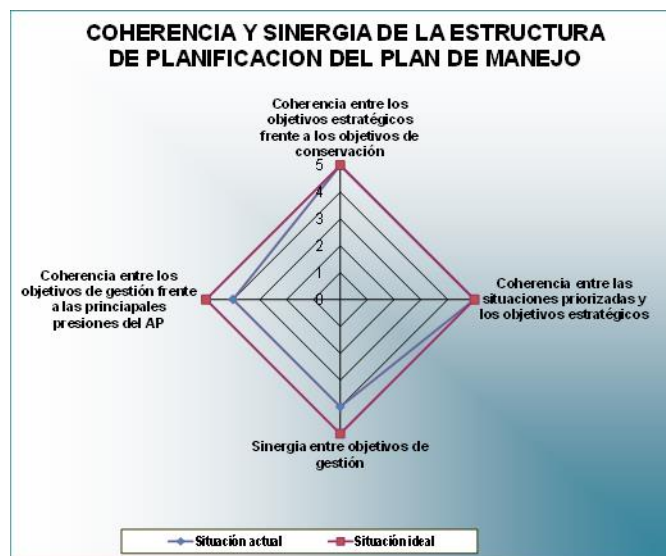 COHERENCIA Y SINERGIA DE LA ESTRUCTURA
DE PLANIFICACION DEL PLAN DE MANEJO
Coherencia entre los
objetivos estratégicos
frente a los objetivos de
conservación
5
4
3
2
1
0
Coherencia entre los
objetivos de gestión frente
a las princiapales
presiones del AP
Coherencia entre las
situaciones priorizadas y
los objetivos estratégicos
Sinergia entre objetivos de
gestión
Situación actual
Situación ideal